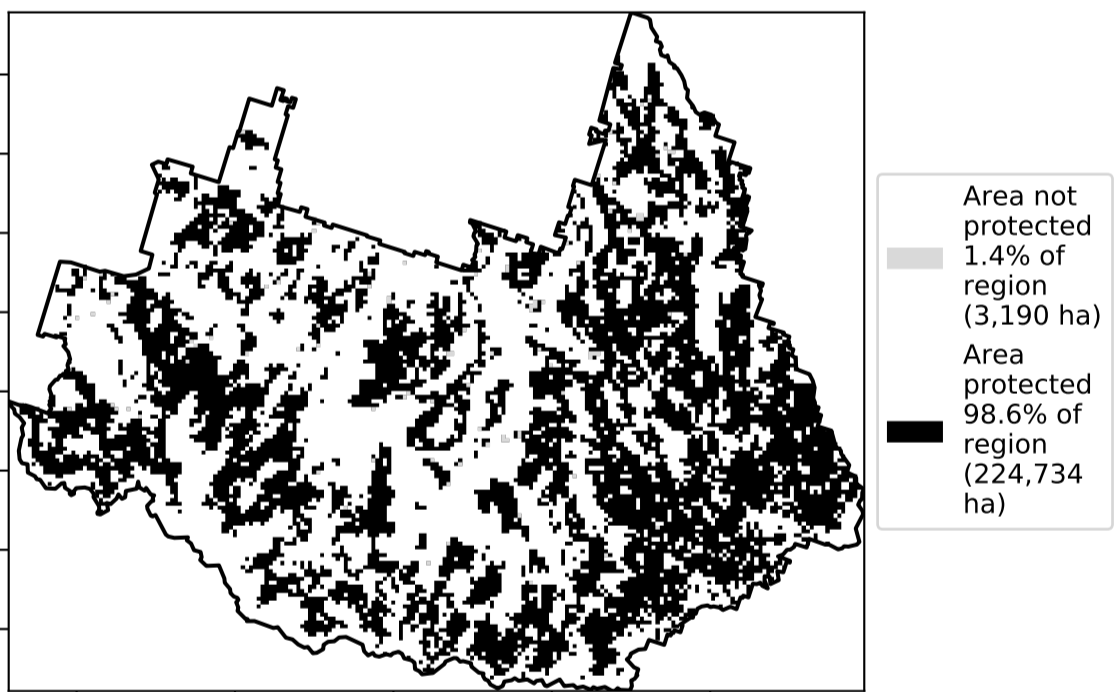 Area not
protected
1.4% of
region
(3,190 ha)
Area
protected
98.6% of
region
(224,734
ha)